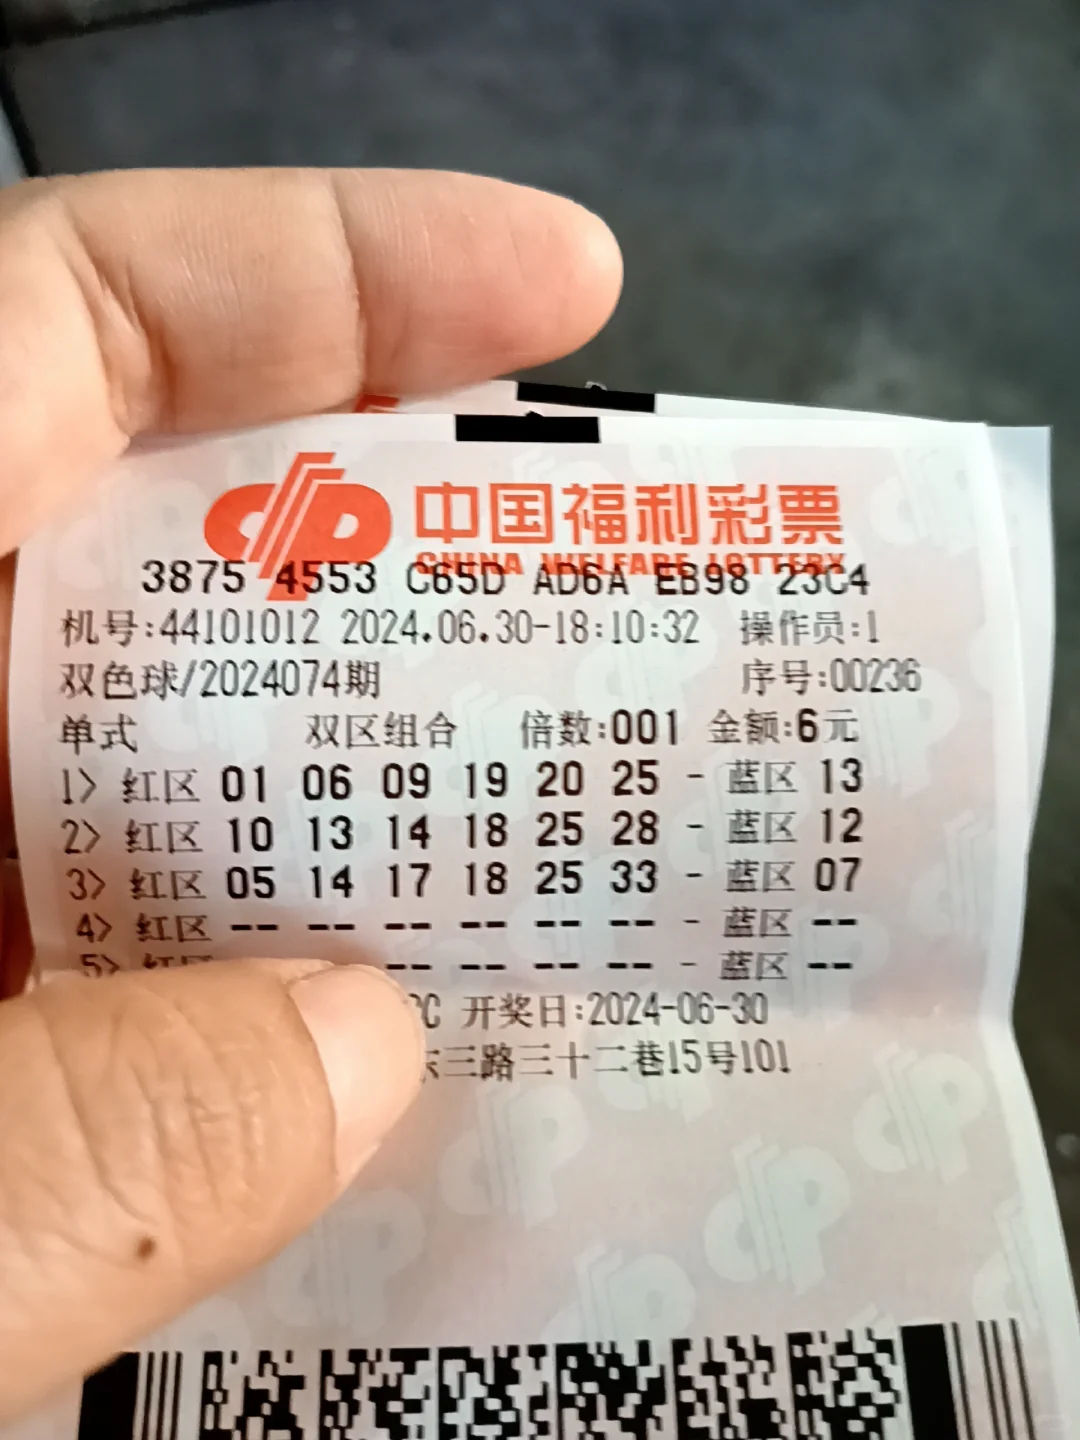 中国福利彩票
CHINA WELFARE LOTTERY
3875 4553 C65D AD6A EB98 23C4
机号:44101012 2024.06.30-18:10:32 操作员:1
双色球/2024074期 序号:00236
单式 双区组合 倍数:001 金额:6元
1> 红区 01 06 09 19 20 25 - 蓝区 13
2> 红区 10 13 14 18 25 28 - 蓝区 12
3> 红区 05 14 17 18 25 33 - 蓝区 07
4> 红区 -- -- -- -- -- -- - 蓝区 --
5> 红区 -- -- -- -- - 蓝区 --
C 开奖日:2024-06-30
东三路三十二巷15号101